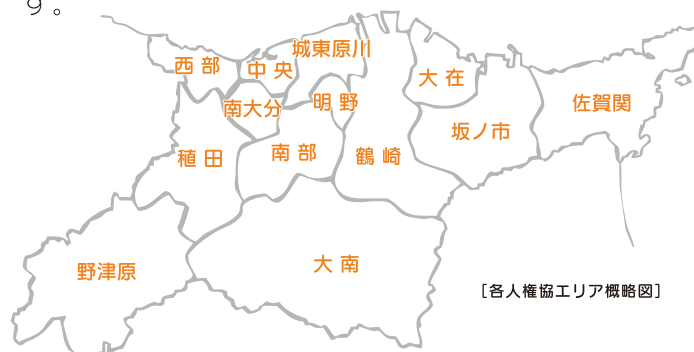 す。
城東原川
西部
中央
大在
南大分
明野
佐賀関
坂ノ市
稙田
南部
鶴崎
大南
野津原
[各人権協エリア概略図]